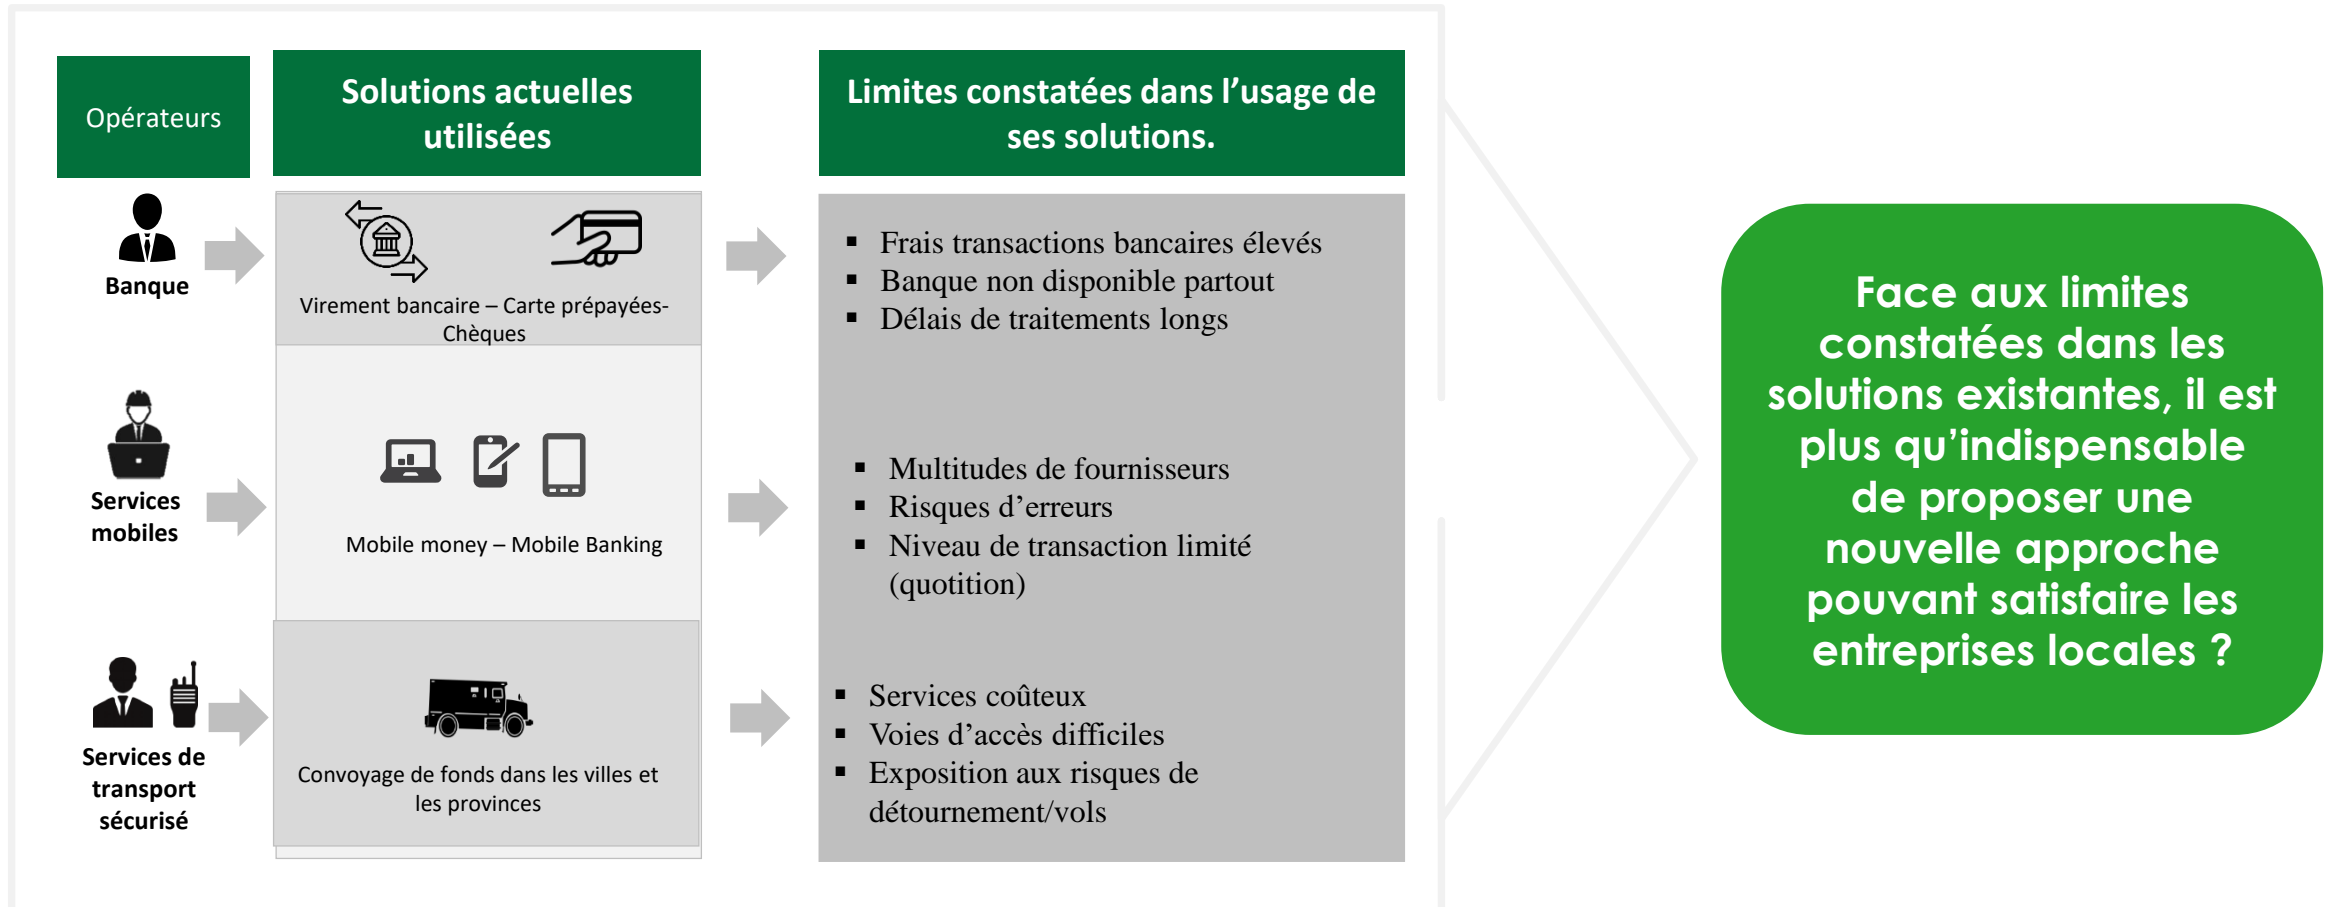 Opérateurs
Solutions actuelles
utilisées
Limites constatées dans l’usage de
ses solutions.
Banque
Virement bancaire – Carte prépayées-
Chèques
▪ Frais transactions bancaires élevés
▪ Banque non disponible partout
▪ Délais de traitements longs
Services
mobiles
Mobile money – Mobile Banking
▪ Multitudes de fournisseurs
▪ Risques d’erreurs
▪ Niveau de transaction limité
(quotition)
Services de
transport
sécurisé
Convoyage de fonds dans les villes et
les provinces
▪ Services coûteux
▪ Voies d’accès difficiles
▪ Exposition aux risques de
détournement/vols
Face aux limites
constatées dans les
solutions existantes, il est
plus qu’indispensable
de proposer une
nouvelle approche
pouvant satisfaire les
entreprises locales ?